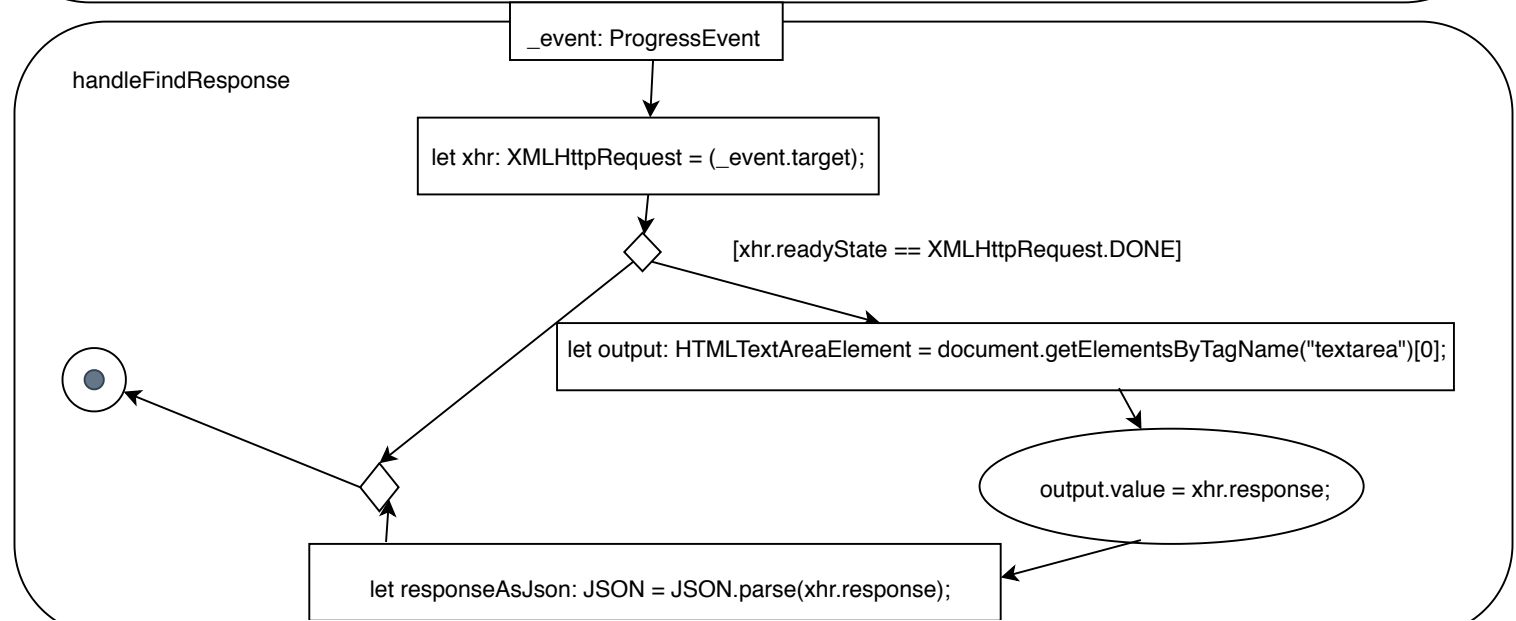 _event: ProgressEvent
handleFindResponse
let xhr: XMLHttpRequest = (_event.target);
[xhr.readyState == XMLHttpRequest.DONE]
let output: HTMLTextAreaElement = document.getElementsByTagName("textarea")[0];
output.value = xhr.response;
let responseAsJson: JSON = JSON.parse(xhr.response);